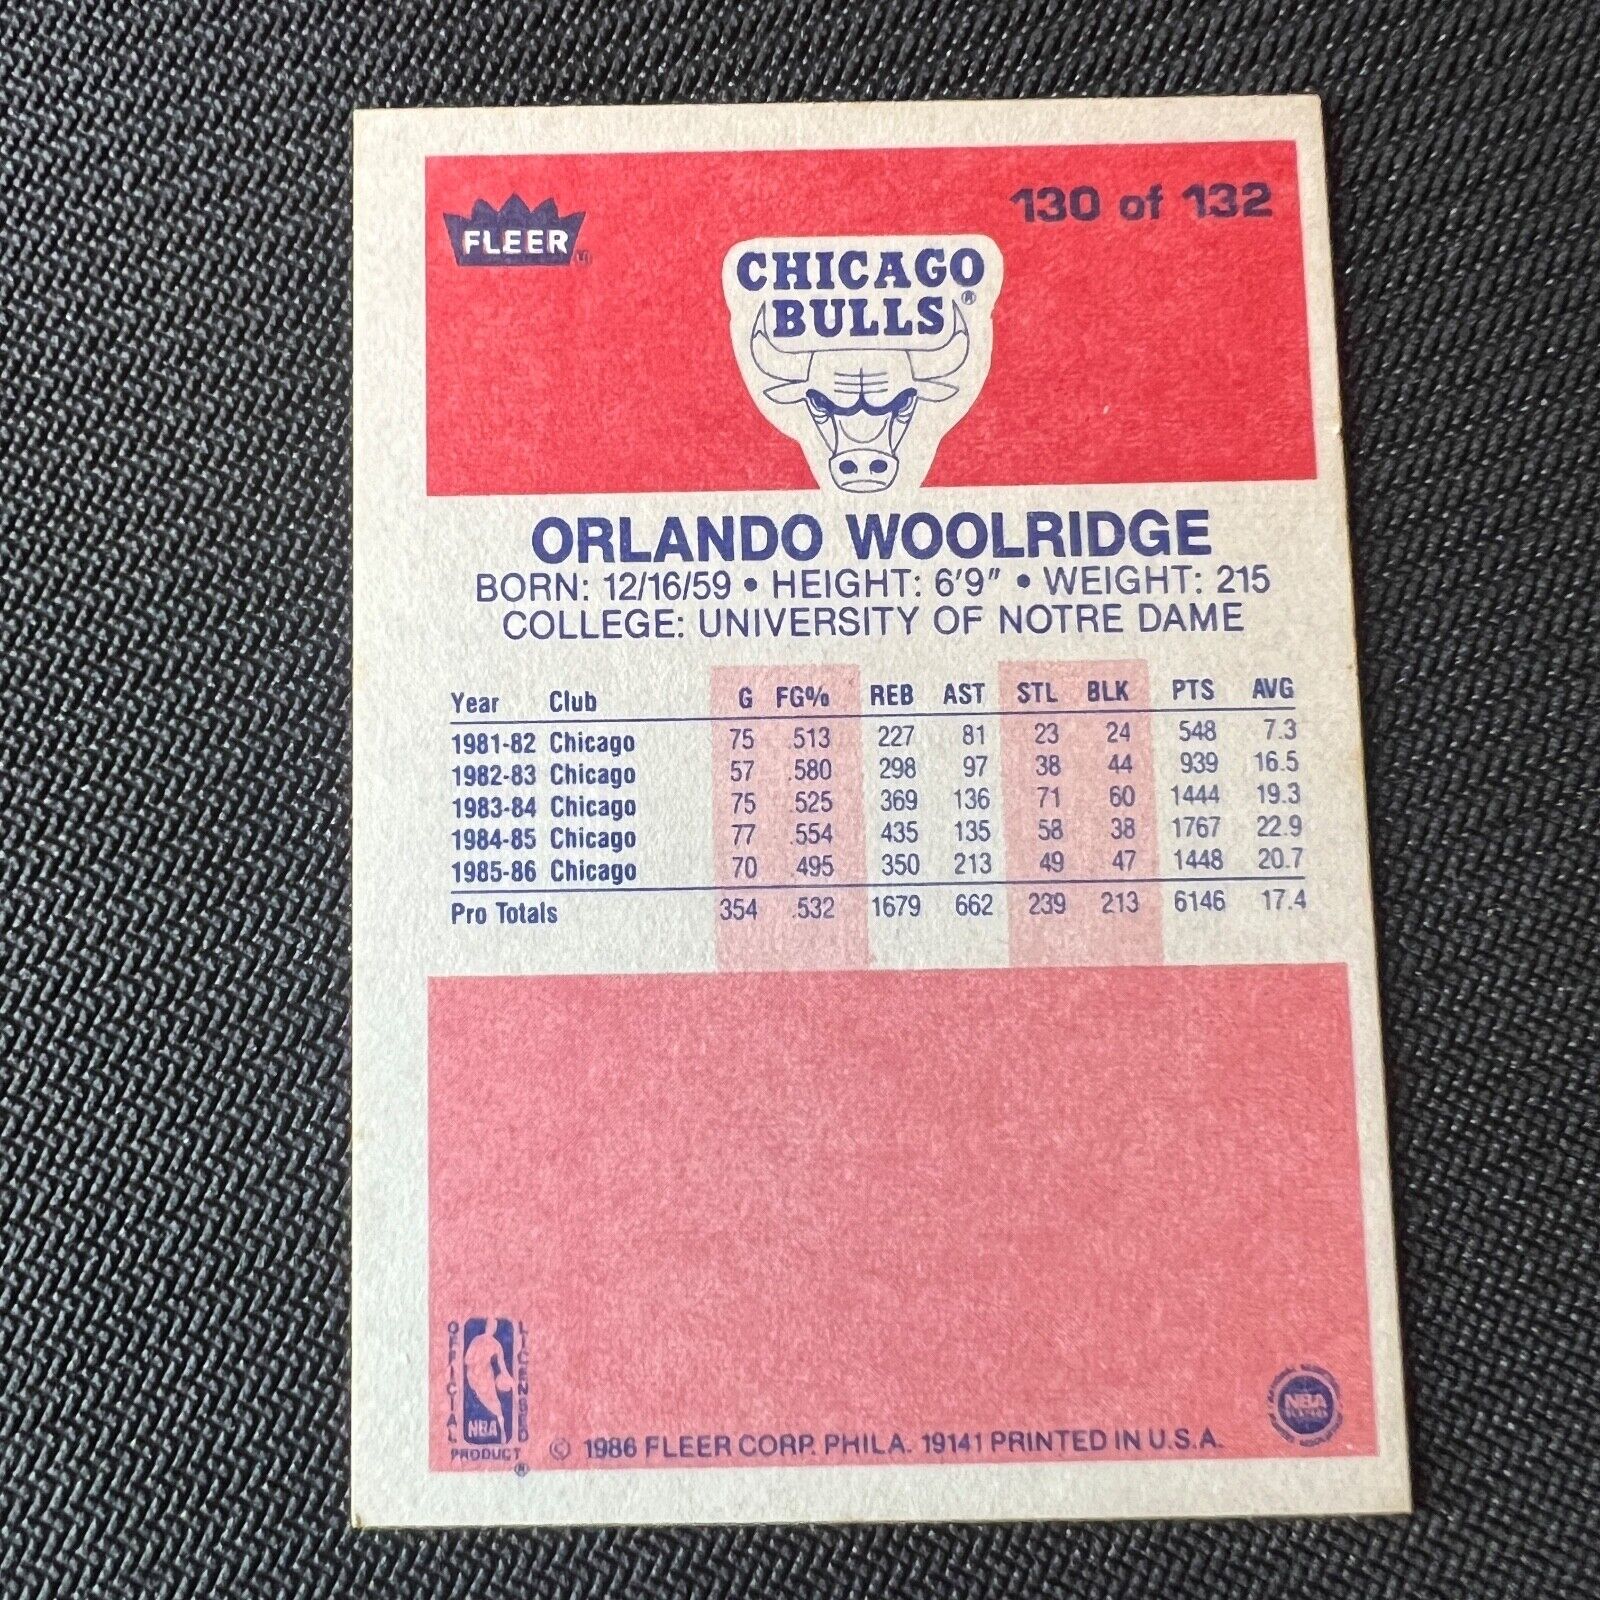 FLEER
130 of 132
CHICAGO
BULLS®
ORLANDO WOOLRIDGE
BORN: 12/16/59 • HEIGHT: 6'9" • WEIGHT: 215
COLLEGE: UNIVERSITY OF NOTRE DAME
Year Club G FG% REB AST STL BLK PTS AVG
1981-82 Chicago 75 .513 227 81 23 24 548 7.3
1982-83 Chicago 57 .580 298 97 38 44 939 16.5
1983-84 Chicago 75 .525 369 136 71 60 1444 19.3
1984-85 Chicago 77 .554 435 135 58 38 1767 22.9
1985-86 Chicago 70 .495 350 213 49 47 1448 20.7
Pro Totals 354 .532 1679 662 239 213 6146 17.4
OFFICIAL
LICENSED
NBA
PRODUCT®
NBA
© 1986 FLEER CORP. PHILA. 19141 PRINTED IN U.S.A.